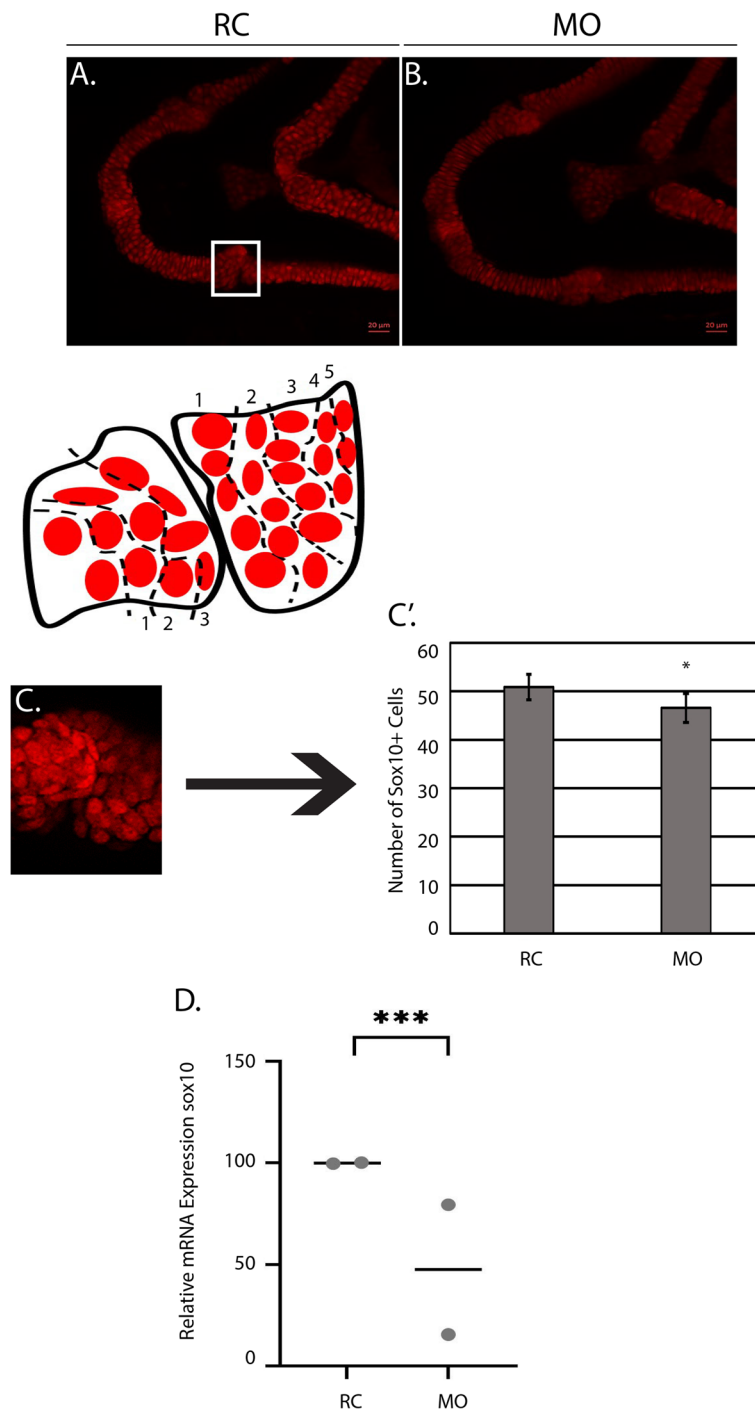 RC MO
A. B.
20 µm 20 µm
1 2 3 4 5
1 2 3
C'.
60
50
40
30
20
10
0
Number of Sox10+ Cells
*
RC MO
C.
D.
***
150
100
50
0
Relative mRNA Expression sox10
RC MO